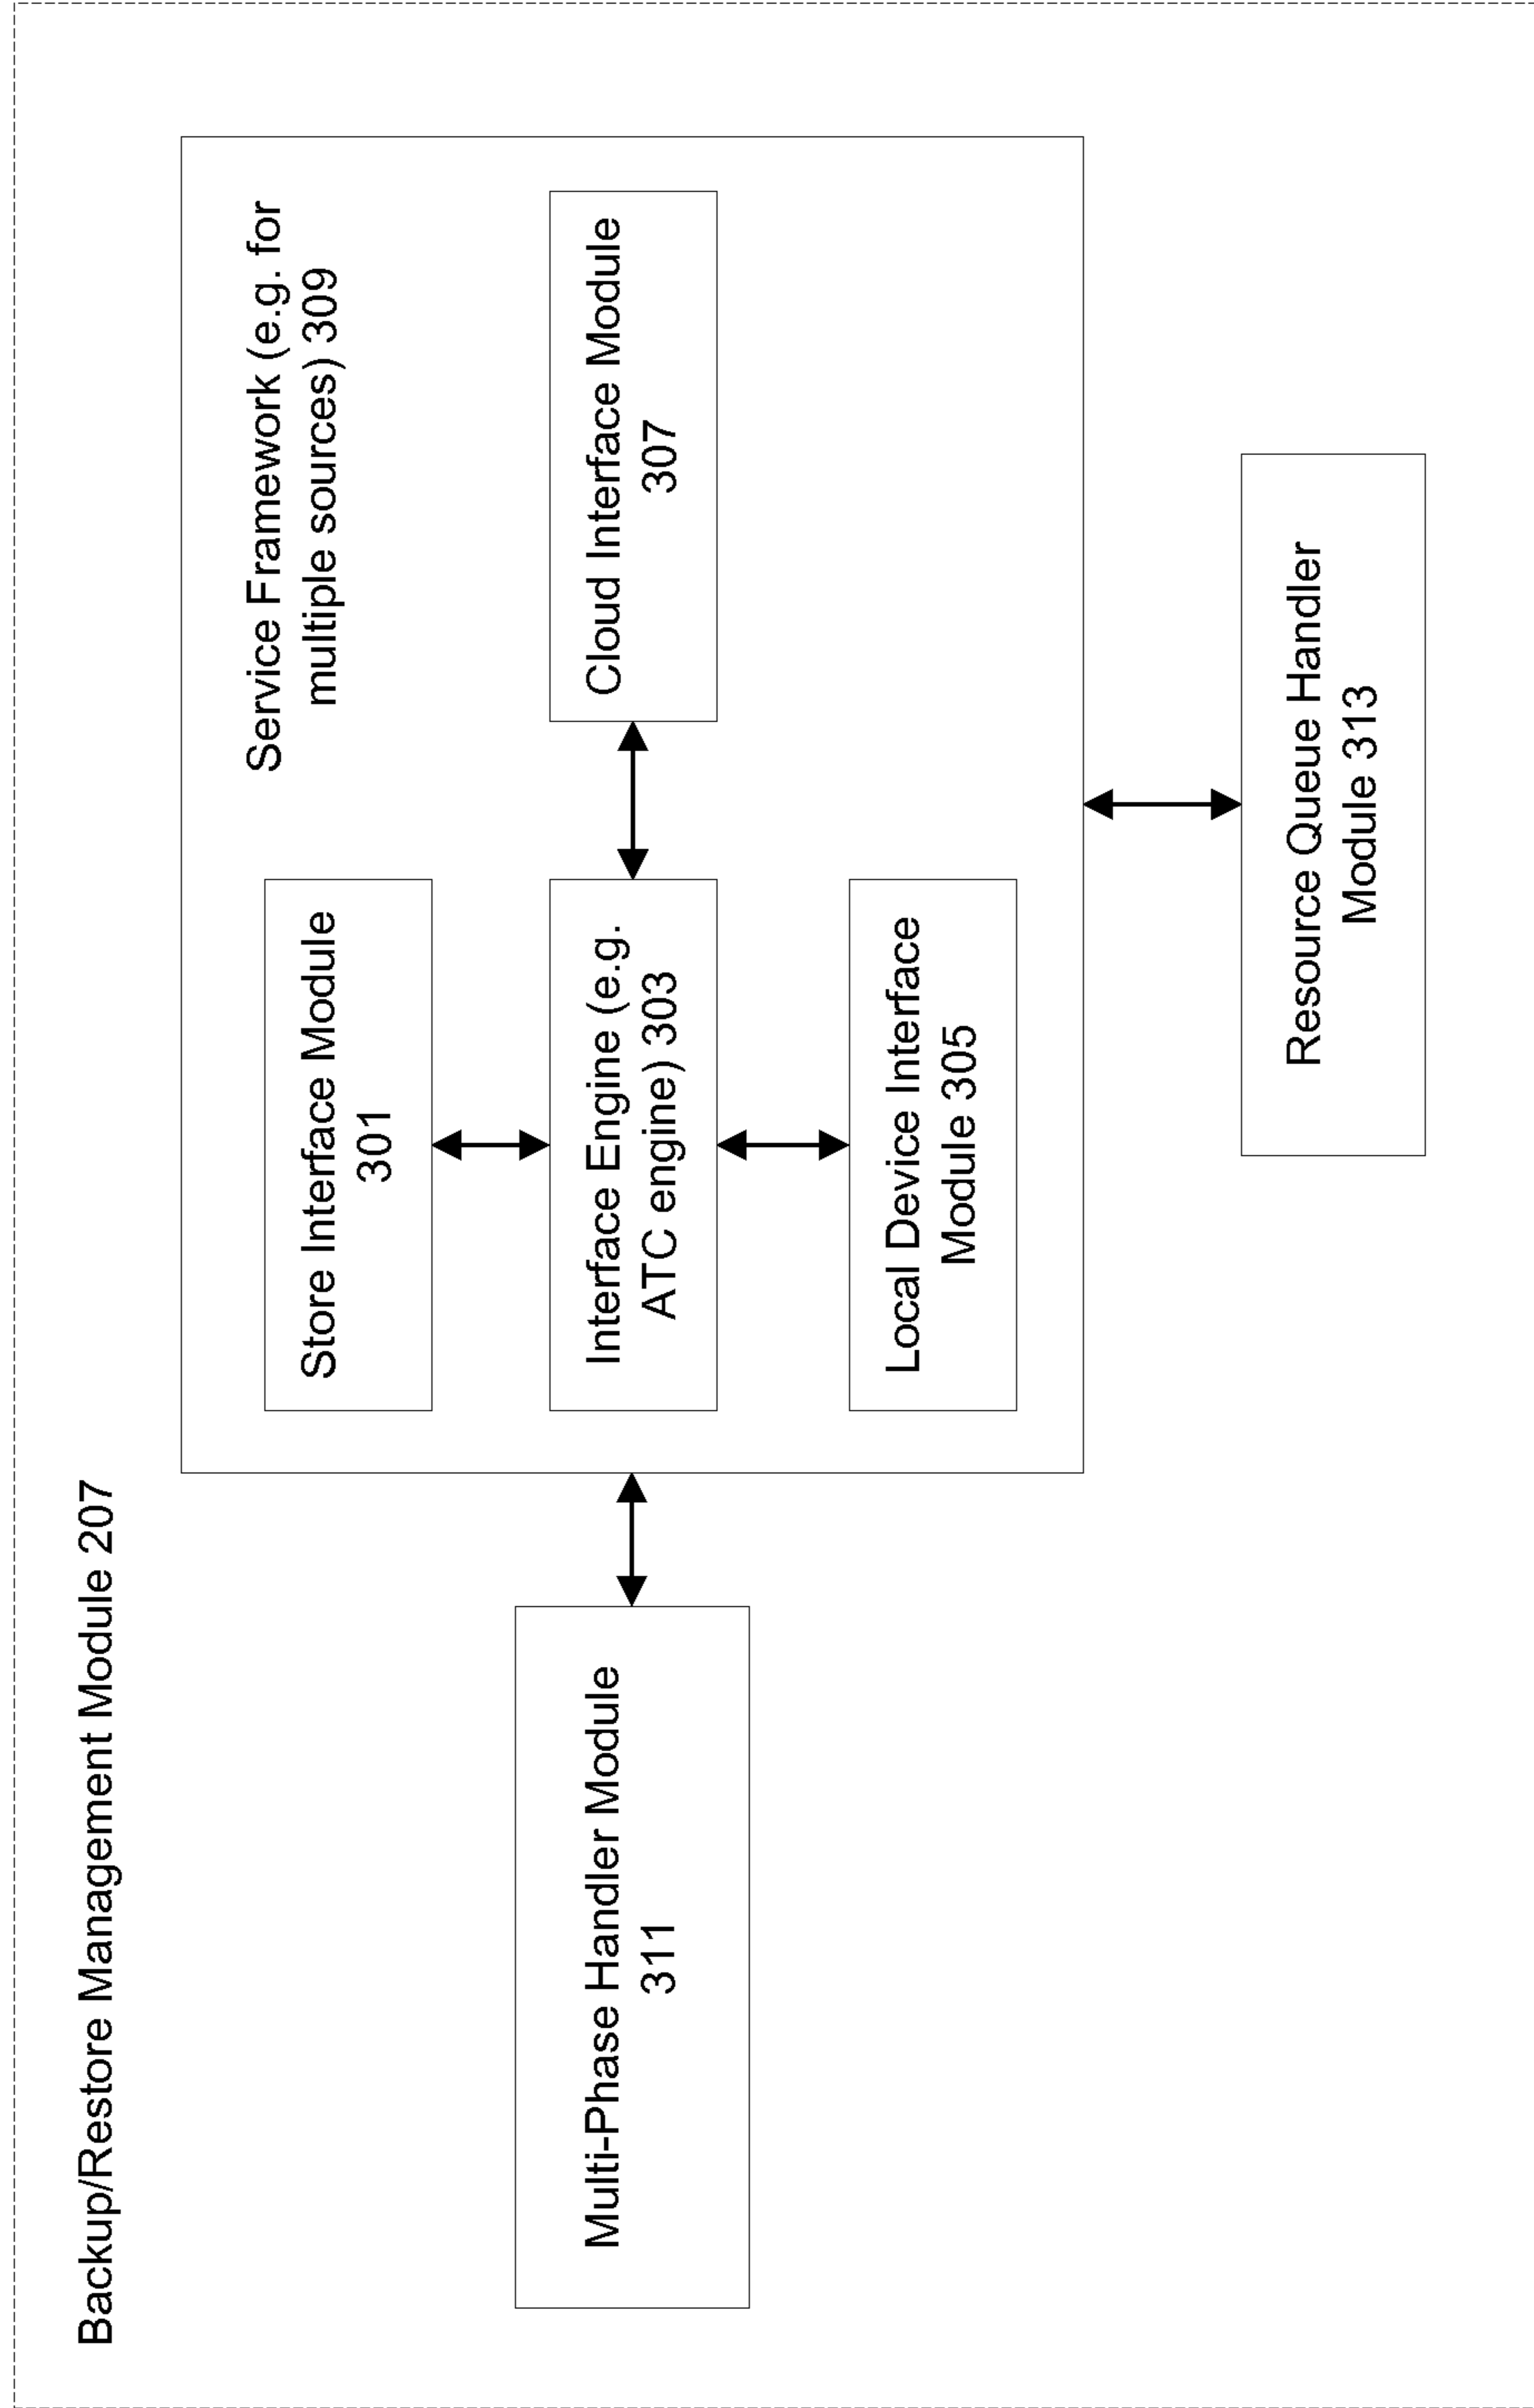 Backup/Restore Management Module 207
Service Framework (e.g. for
multiple sources) 309
Store Interface Module
301
Multi-Phase Handler Module
311
Interface Engine (e.g.
ATC engine) 303
Cloud Interface Module
307
Local Device Interface
Module 305
Resource Queue Handler
Module 313